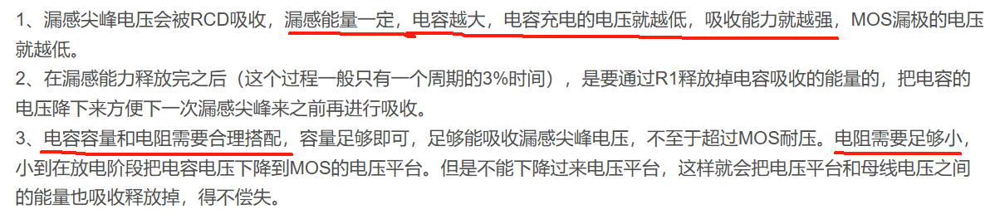 1、漏感尖峰电压会被RCD吸收，漏感能量一定，电容越大，电容充电的电压就越低，吸收能力就越强，MOS漏极的电压
就越低。
2、在漏感能力释放完之后（这个过程一般只有一个周期的3%时间），是要通过R1释放掉电容吸收的能量的，把电容的
电压降下来方便下一次漏感尖峰来之前再进行吸收。
3、电容容量和电阻需要合理搭配，容量足够即可，足够能吸收漏感尖峰电压，不至于超过MOS耐压。电阻需要足够小，
小到在放电阶段把电容电压下降到MOS的电压平台。但是不能下降过来电压平台，这样就会把电压平台和母线电压之间
的能量也吸收释放掉，得不偿失。